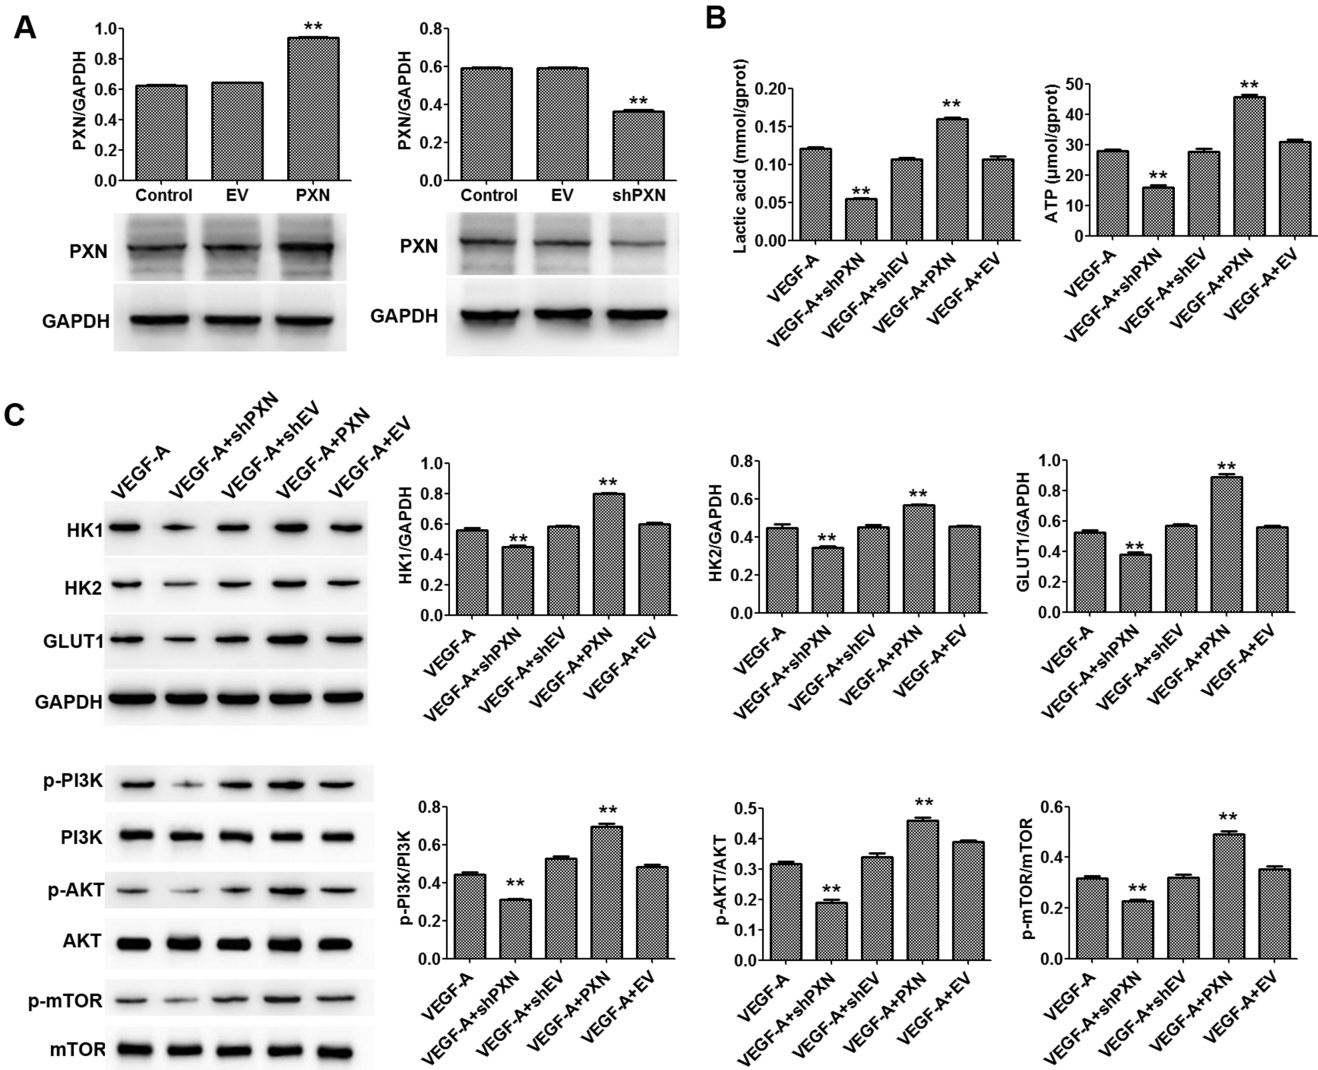 A
PXN/GAPDH
1.0
0.8
0.6
0.4
0.2
0.0
**
Control EV PXN
PXN
GAPDH
PXN/GAPDH
0.8
0.6
0.4
0.2
0.0
**
Control EV shPXN
PXN
GAPDH
B
Lactic acid (mmol/gprot)
0.20
0.15
0.10
0.05
0.00
**
**
VEGF-A
VEGF-A+shPXN
VEGF-A+shEV
VEGF-A+PXN
VEGF-A+EV
ATP (μmol/gprot)
50
40
30
20
10
0
**
**
VEGF-A
VEGF-A+shPXN
VEGF-A+shEV
VEGF-A+PXN
VEGF-A+EV
C
VEGF-A
VEGF-A+shPXN
VEGF-A+shEV
VEGF-A+PXN
VEGF-A+EV
HK1
HK2
GLUT1
GAPDH
HK1/GAPDH
1.0
0.8
0.6
0.4
0.2
0.0
**
**
VEGF-A
VEGF-A+shPXN
VEGF-A+shEV
VEGF-A+PXN
VEGF-A+EV
HK2/GAPDH
0.8
0.6
0.4
0.2
0.0
**
**
VEGF-A
VEGF-A+shPXN
VEGF-A+shEV
VEGF-A+PXN
VEGF-A+EV
GLUT1/GAPDH
1.0
0.8
0.6
0.4
0.2
0.0
**
**
VEGF-A
VEGF-A+shPXN
VEGF-A+shEV
VEGF-A+PXN
VEGF-A+EV
p-PI3K
PI3K
p-AKT
AKT
p-mTOR
mTOR
p-PI3K/PI3K
0.8
0.6
0.4
0.2
0.0
**
**
VEGF-A
VEGF-A+shPXN
VEGF-A+shEV
VEGF-A+PXN
VEGF-A+EV
p-AKT/AKT
0.5
0.4
0.3
0.2
0.1
0.0
**
**
VEGF-A
VEGF-A+shPXN
VEGF-A+shEV
VEGF-A+PXN
VEGF-A+EV
p-mTOR/mTOR
0.6
0.4
0.2
0.0
**
**
VEGF-A
VEGF-A+shPXN
VEGF-A+shEV
VEGF-A+PXN
VEGF-A+EV